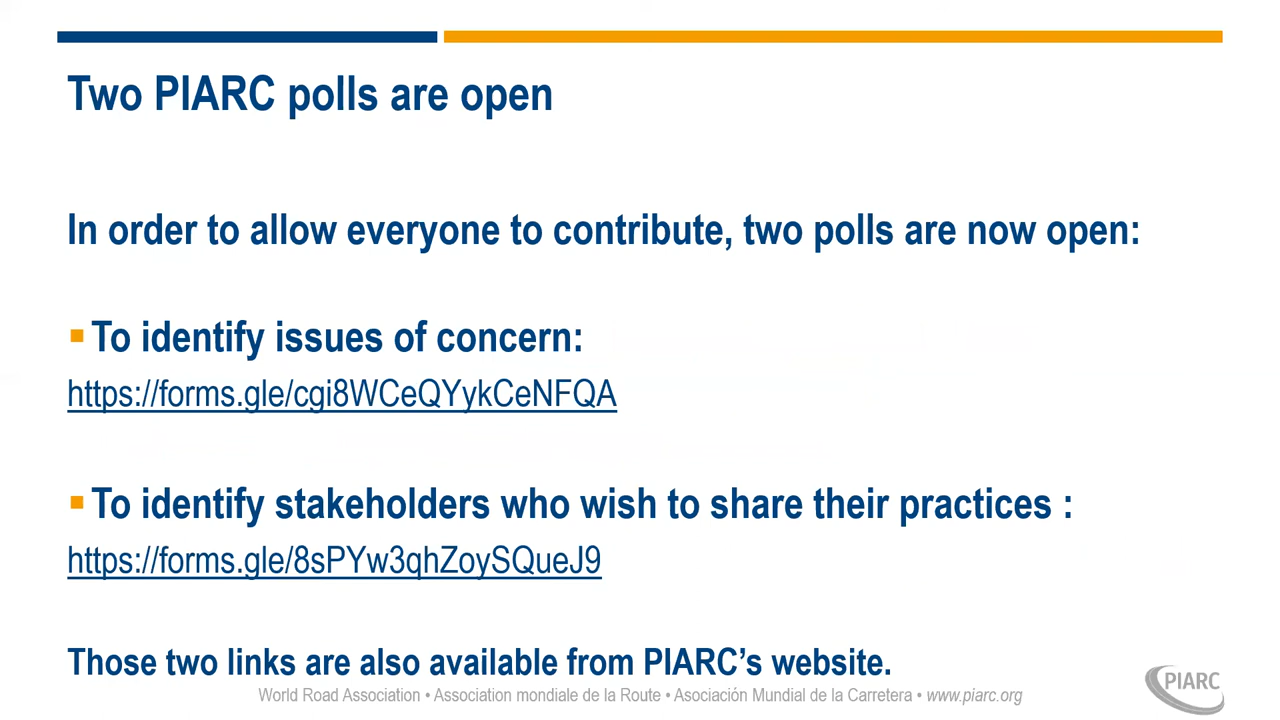 Two PIARC polls are open
In order to allow everyone to contribute, two polls are now open:
▪ To identify issues of concern:
https://forms.gle/cgi8WCeQYykCeNFQA
▪ To identify stakeholders who wish to share their practices :
https://forms.gle/8sPYw3qhZoySQueJ9
Those two links are also available from PIARC’s website.
World Road Association • Association mondiale de la Route • Asociación Mundial de la Carretera • www.piarc.org
PIARC